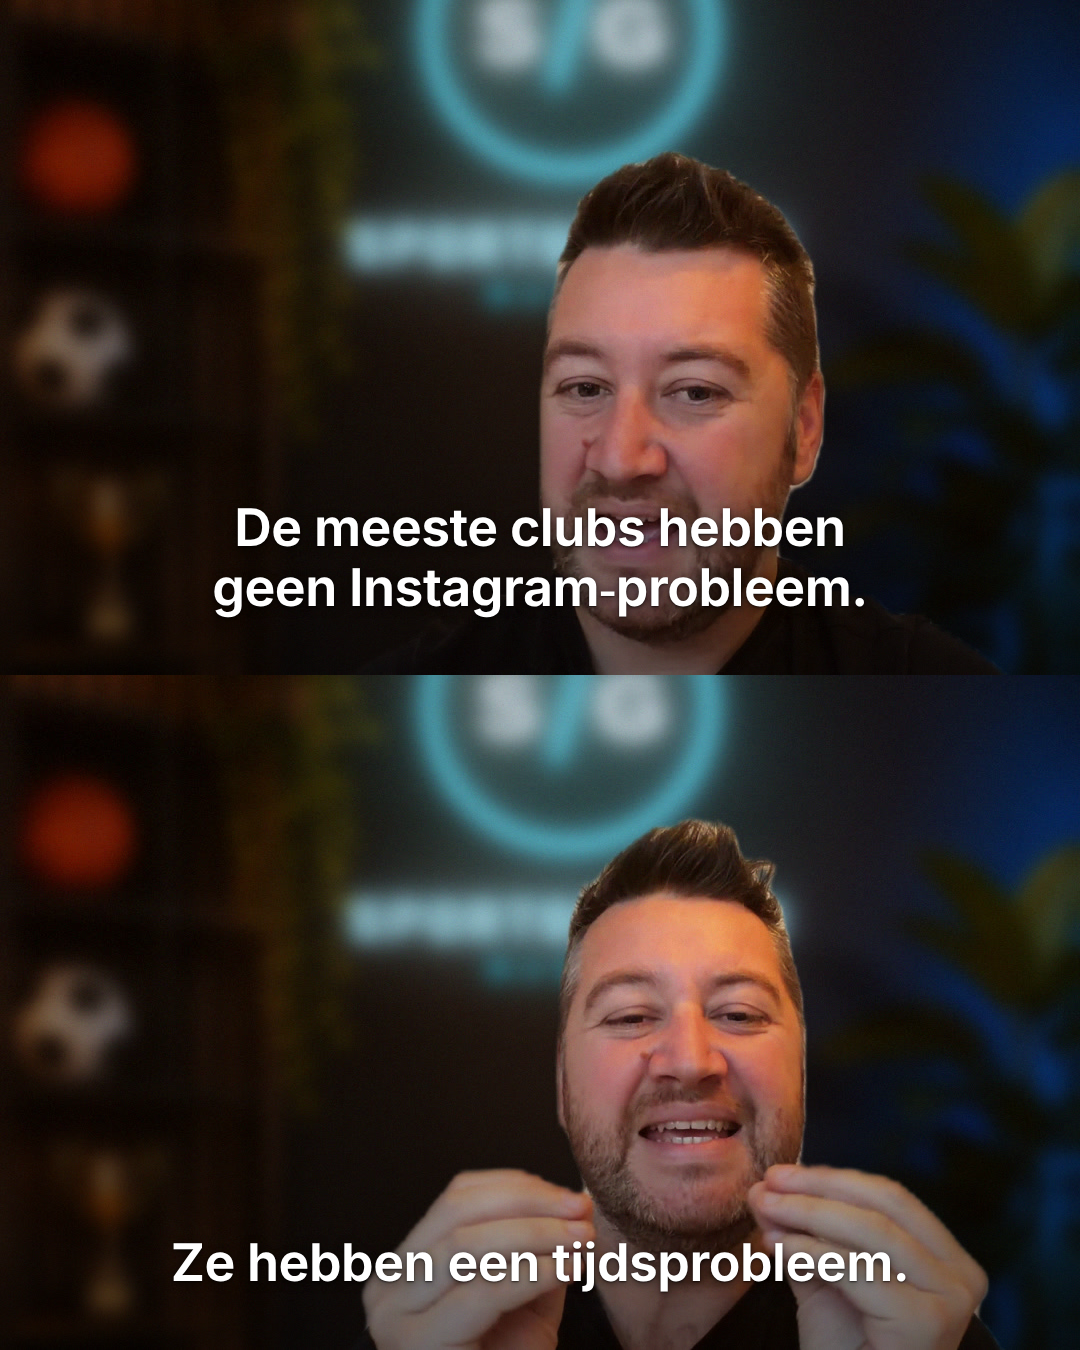 S/G
De meeste clubs hebben
geen Instagram-probleem.
S/G
Ze hebben een tijdsprobleem.